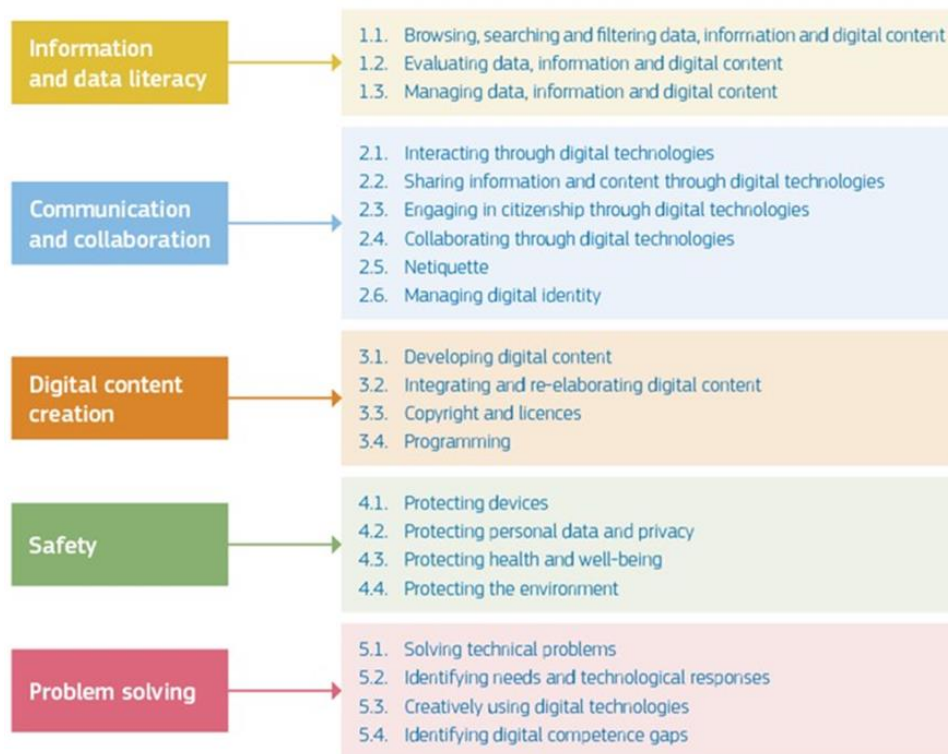 Information
and data literacy
1.1. Browsing, searching and filtering data, information and digital content
1.2. Evaluating data, information and digital content
1.3. Managing data, information and digital content
Communication
and collaboration
2.1. Interacting through digital technologies
2.2. Sharing information and content through digital technologies
2.3. Engaging in citizenship through digital technologies
2.4. Collaborating through digital technologies
2.5. Netiquette
2.6. Managing digital identity
Digital content
creation
3.1. Developing digital content
3.2. Integrating and re-elaborating digital content
3.3. Copyright and licences
3.4. Programming
Safety
4.1. Protecting devices
4.2. Protecting personal data and privacy
4.3. Protecting health and well-being
4.4. Protecting the environment
Problem solving
5.1. Solving technical problems
5.2. Identifying needs and technological responses
5.3. Creatively using digital technologies
5.4. Identifying digital competence gaps